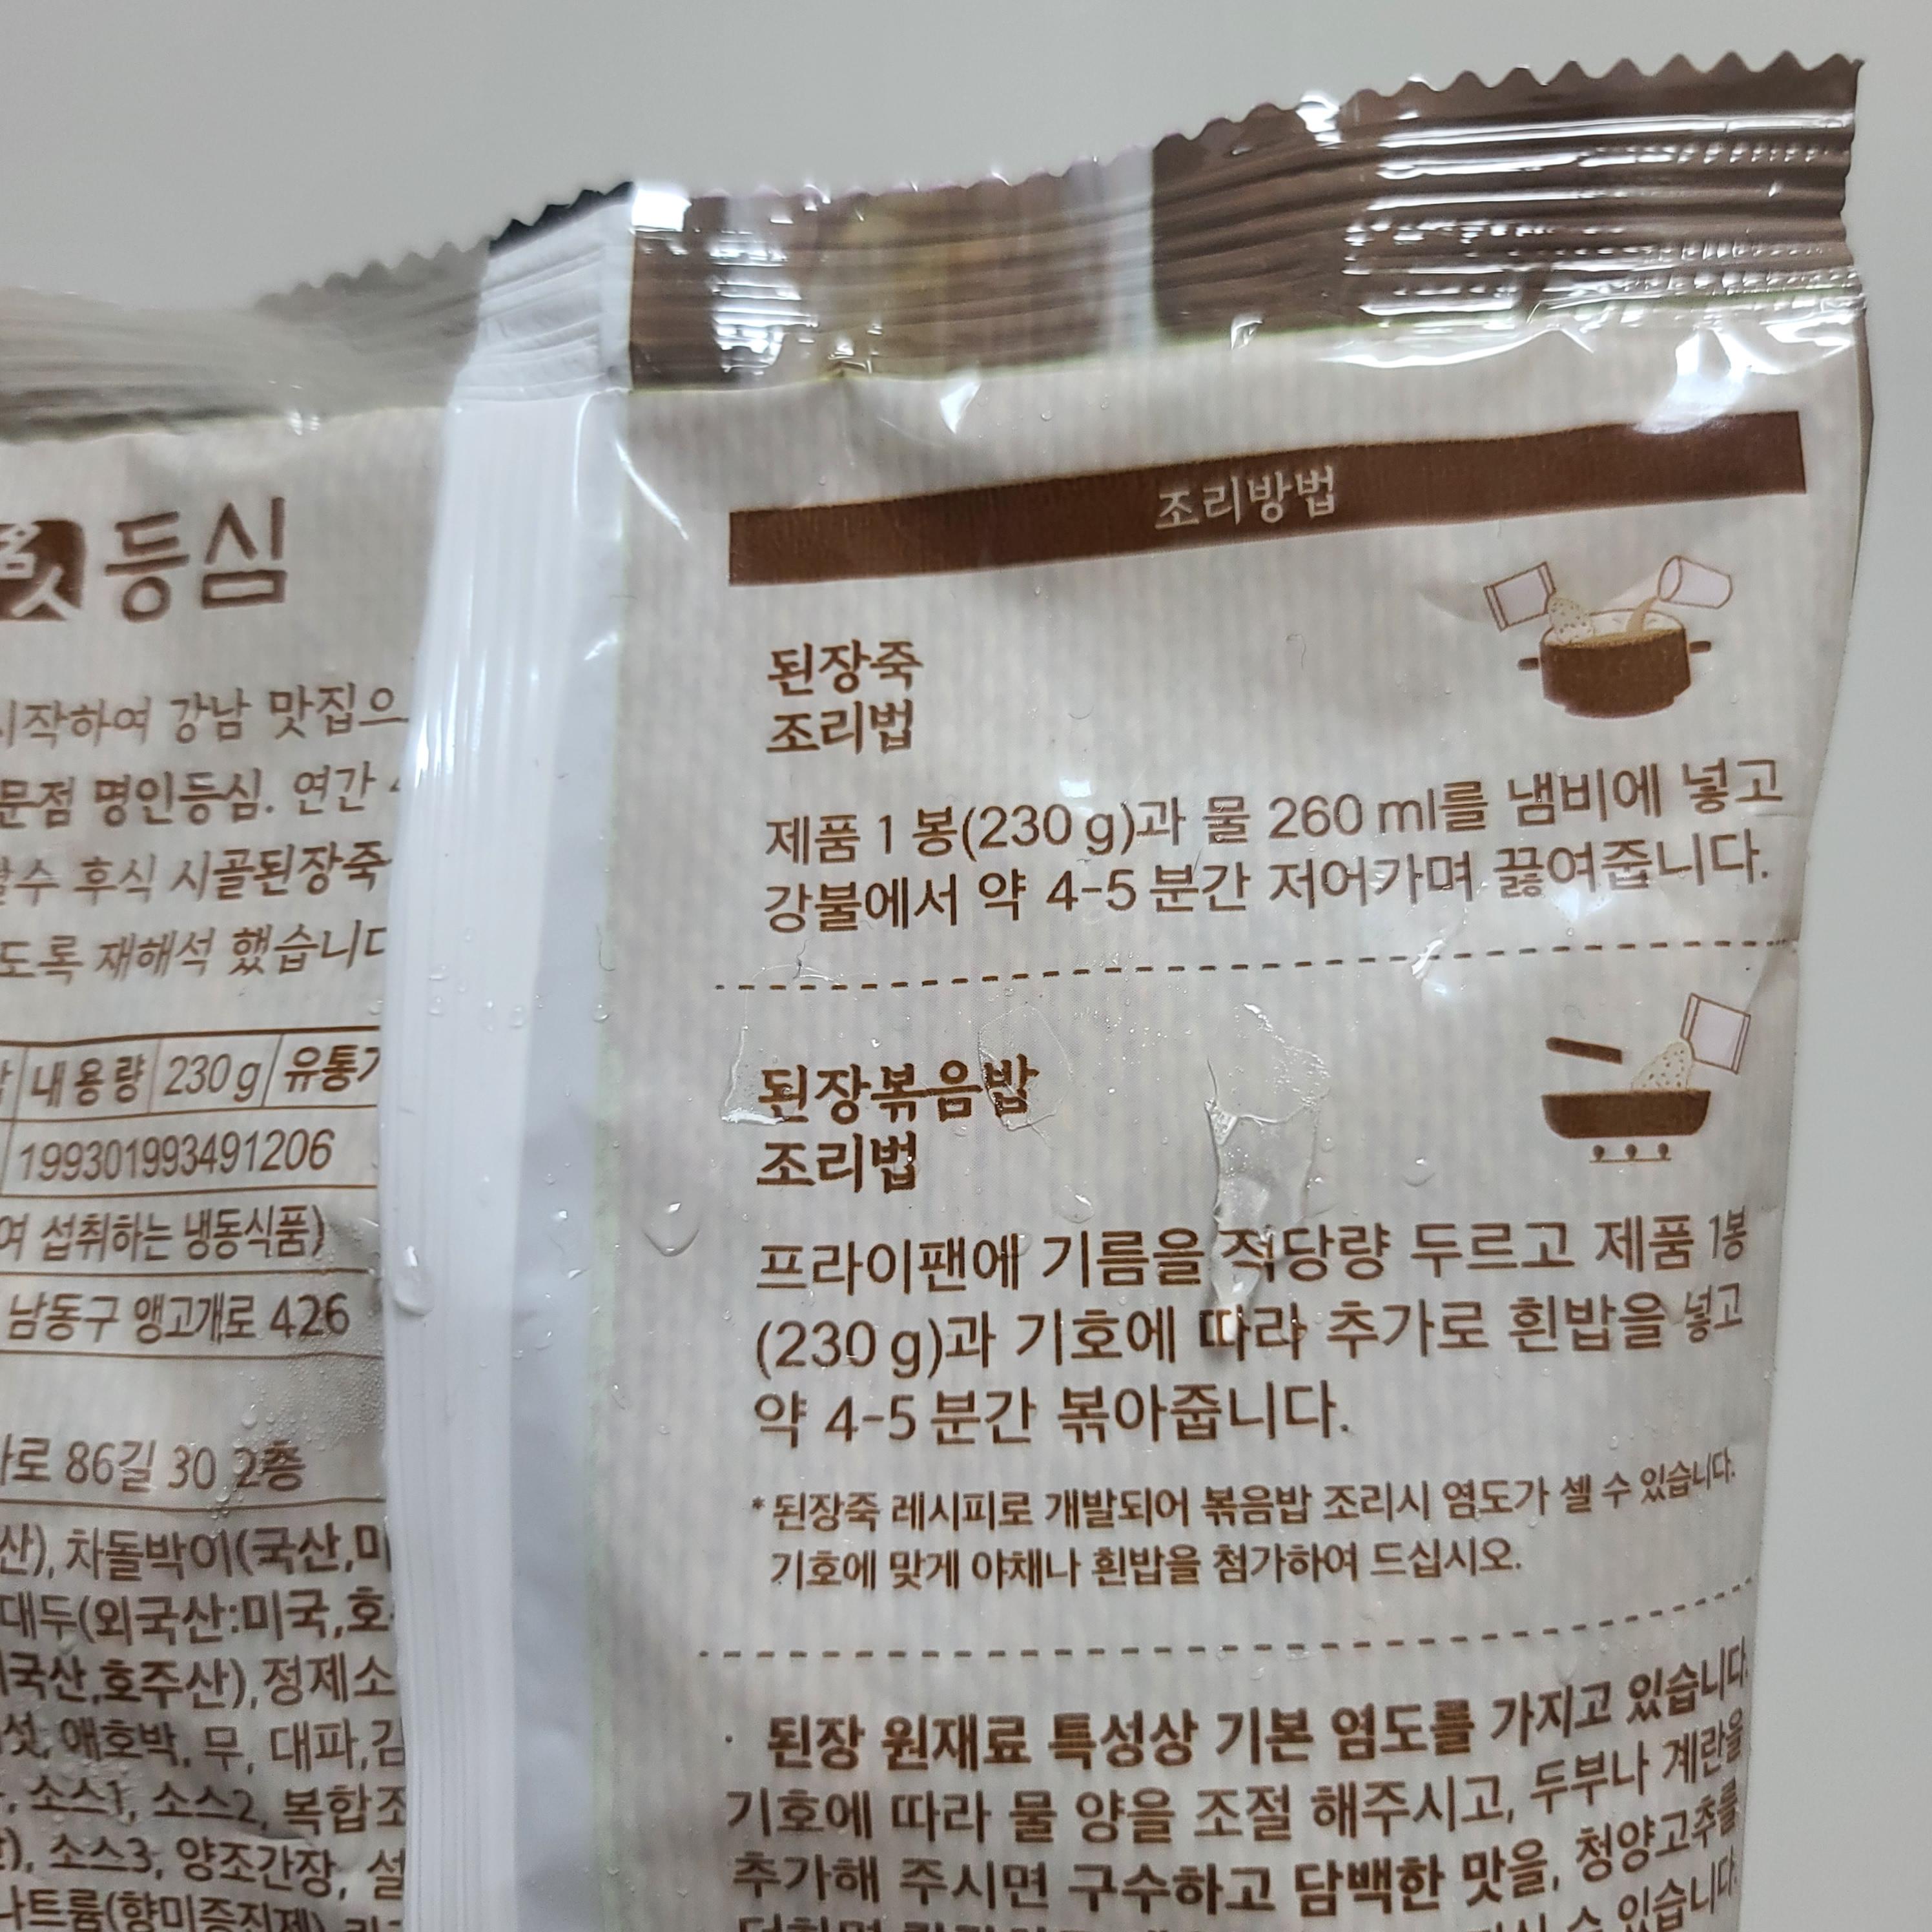 등심
시작하여 강남 맛집으
문점 명인등심. 연간
후식 시골된장죽
도록 재해석 했습니다
내용량 230 g 유통기
199301993491206
여 섭취하는 냉동식품)
남동구 앵고개로 426
로 86길 30 2층
산), 차돌박이(국산,미
대두(외국산:미국,호
국산,호주산),정제소
섯, 애호박, 무, 대파,감
소스1, 소스2, 복합조
), 소스3, 양조간장, 설
나트륨(향미증진제)
조리방법
된장죽
조리법
제품 1 봉(230 g)과 물 260 ml를 냄비에 넣고
강불에서 약 4-5 분간 저어가며 끓여줍니다.
된장볶음밥
조리법
프라이팬에 기름을 적당량 두르고 제품 1봉
(230 g)과 기호에 따라 추가로 흰밥을 넣고
약 4-5 분간 볶아줍니다.
* 된장죽 레시피로 개발되어 볶음밥 조리시 염도가 셀 수 있습니다.
기호에 맞게 야채나 흰밥을 첨가하여 드십시오.
· 된장 원재료 특성상 기본 염도를 가지고 있습니다.
기호에 따라 물 양을 조절 해주시고, 두부나 계란을
추가해 주시면 구수하고 담백한 맛을, 청양고추를
수 있습니다.